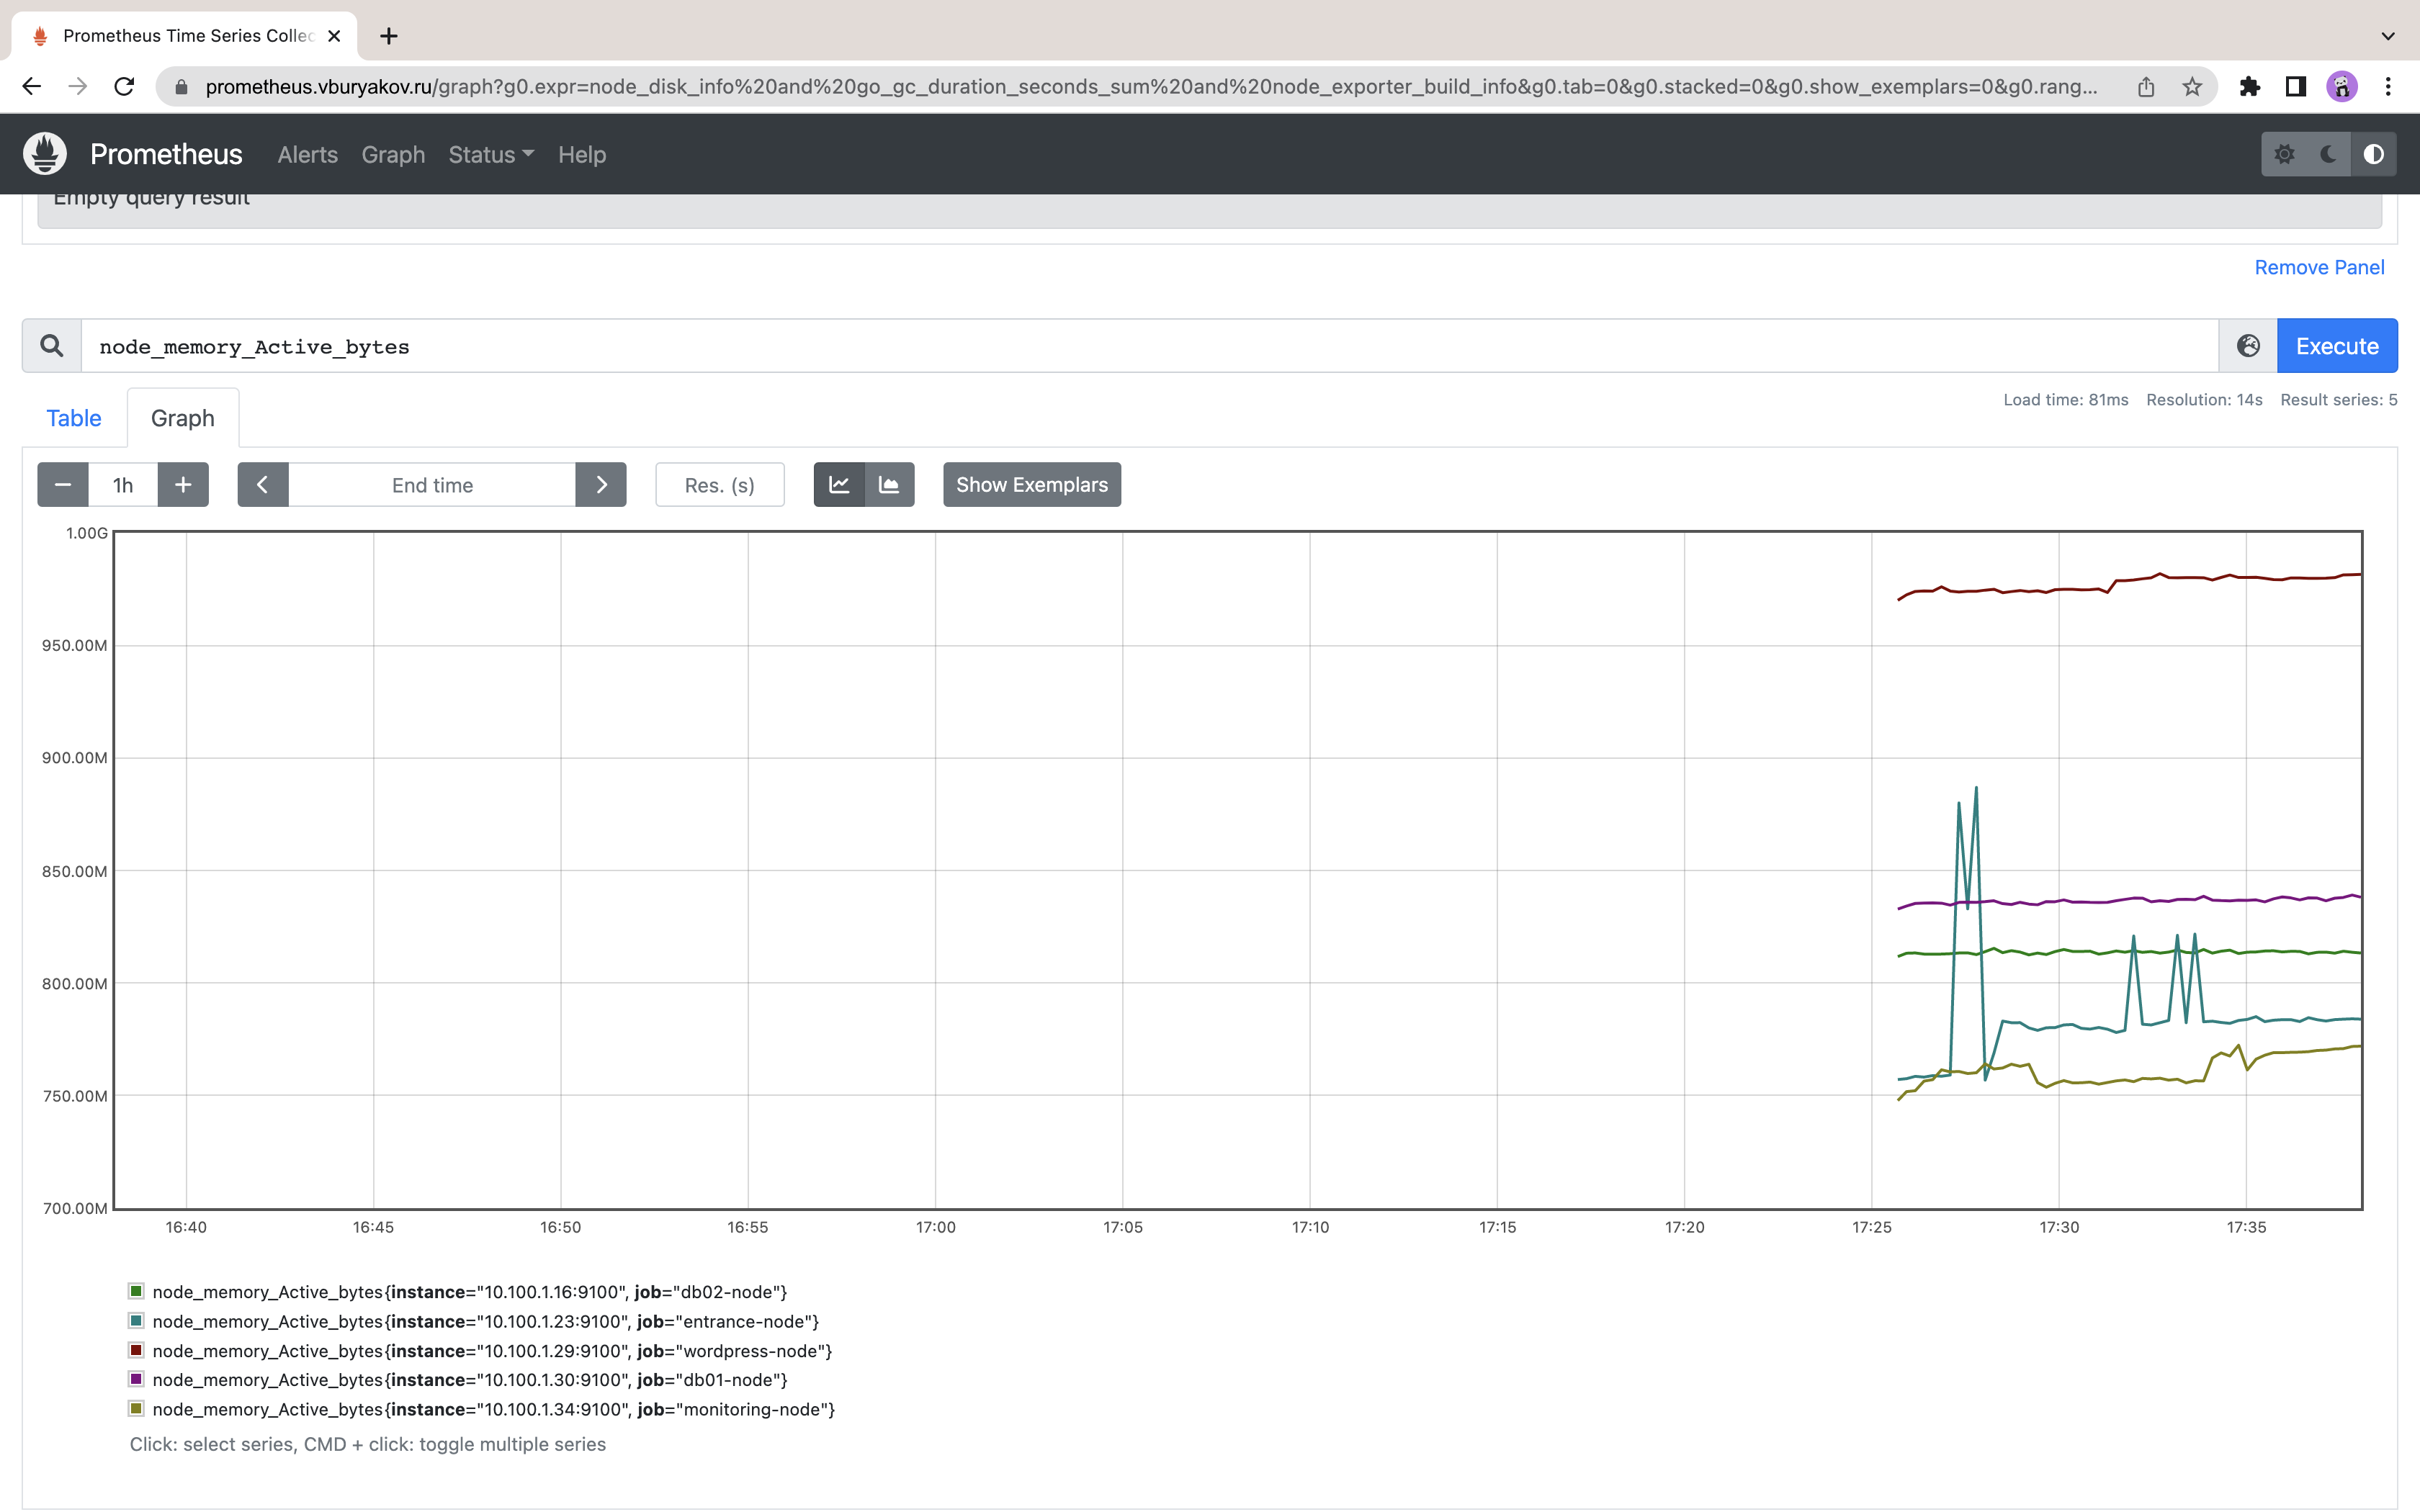 Prometheus Time Series Collec
prometheus.vburyakov.ru/graph?g0.expr=node_disk_info%20and%20go_gc_duration_seconds_sum%20and%20node_exporter_build_info&g0.tab=0&g0.stacked=0&g0.show_exemplars=0&g0.rang...
Prometheus Alerts Graph Status Help
Empty query result
Remove Panel
node_memory_Active_bytes Execute
Table Graph Load time: 81ms Resolution: 14s Result series: 5
1h End time Res. (s) Show Exemplars
1.00G
950.00M
900.00M
850.00M
800.00M
750.00M
700.00M
16:40 16:45 16:50 16:55 17:00 17:05 17:10 17:15 17:20 17:25 17:30 17:35
node_memory_Active_bytes{instance="10.100.1.16:9100", job="db02-node"}
node_memory_Active_bytes{instance="10.100.1.23:9100", job="entrance-node"}
node_memory_Active_bytes{instance="10.100.1.29:9100", job="wordpress-node"}
node_memory_Active_bytes{instance="10.100.1.30:9100", job="db01-node"}
node_memory_Active_bytes{instance="10.100.1.34:9100", job="monitoring-node"}
Click: select series, CMD + click: toggle multiple series